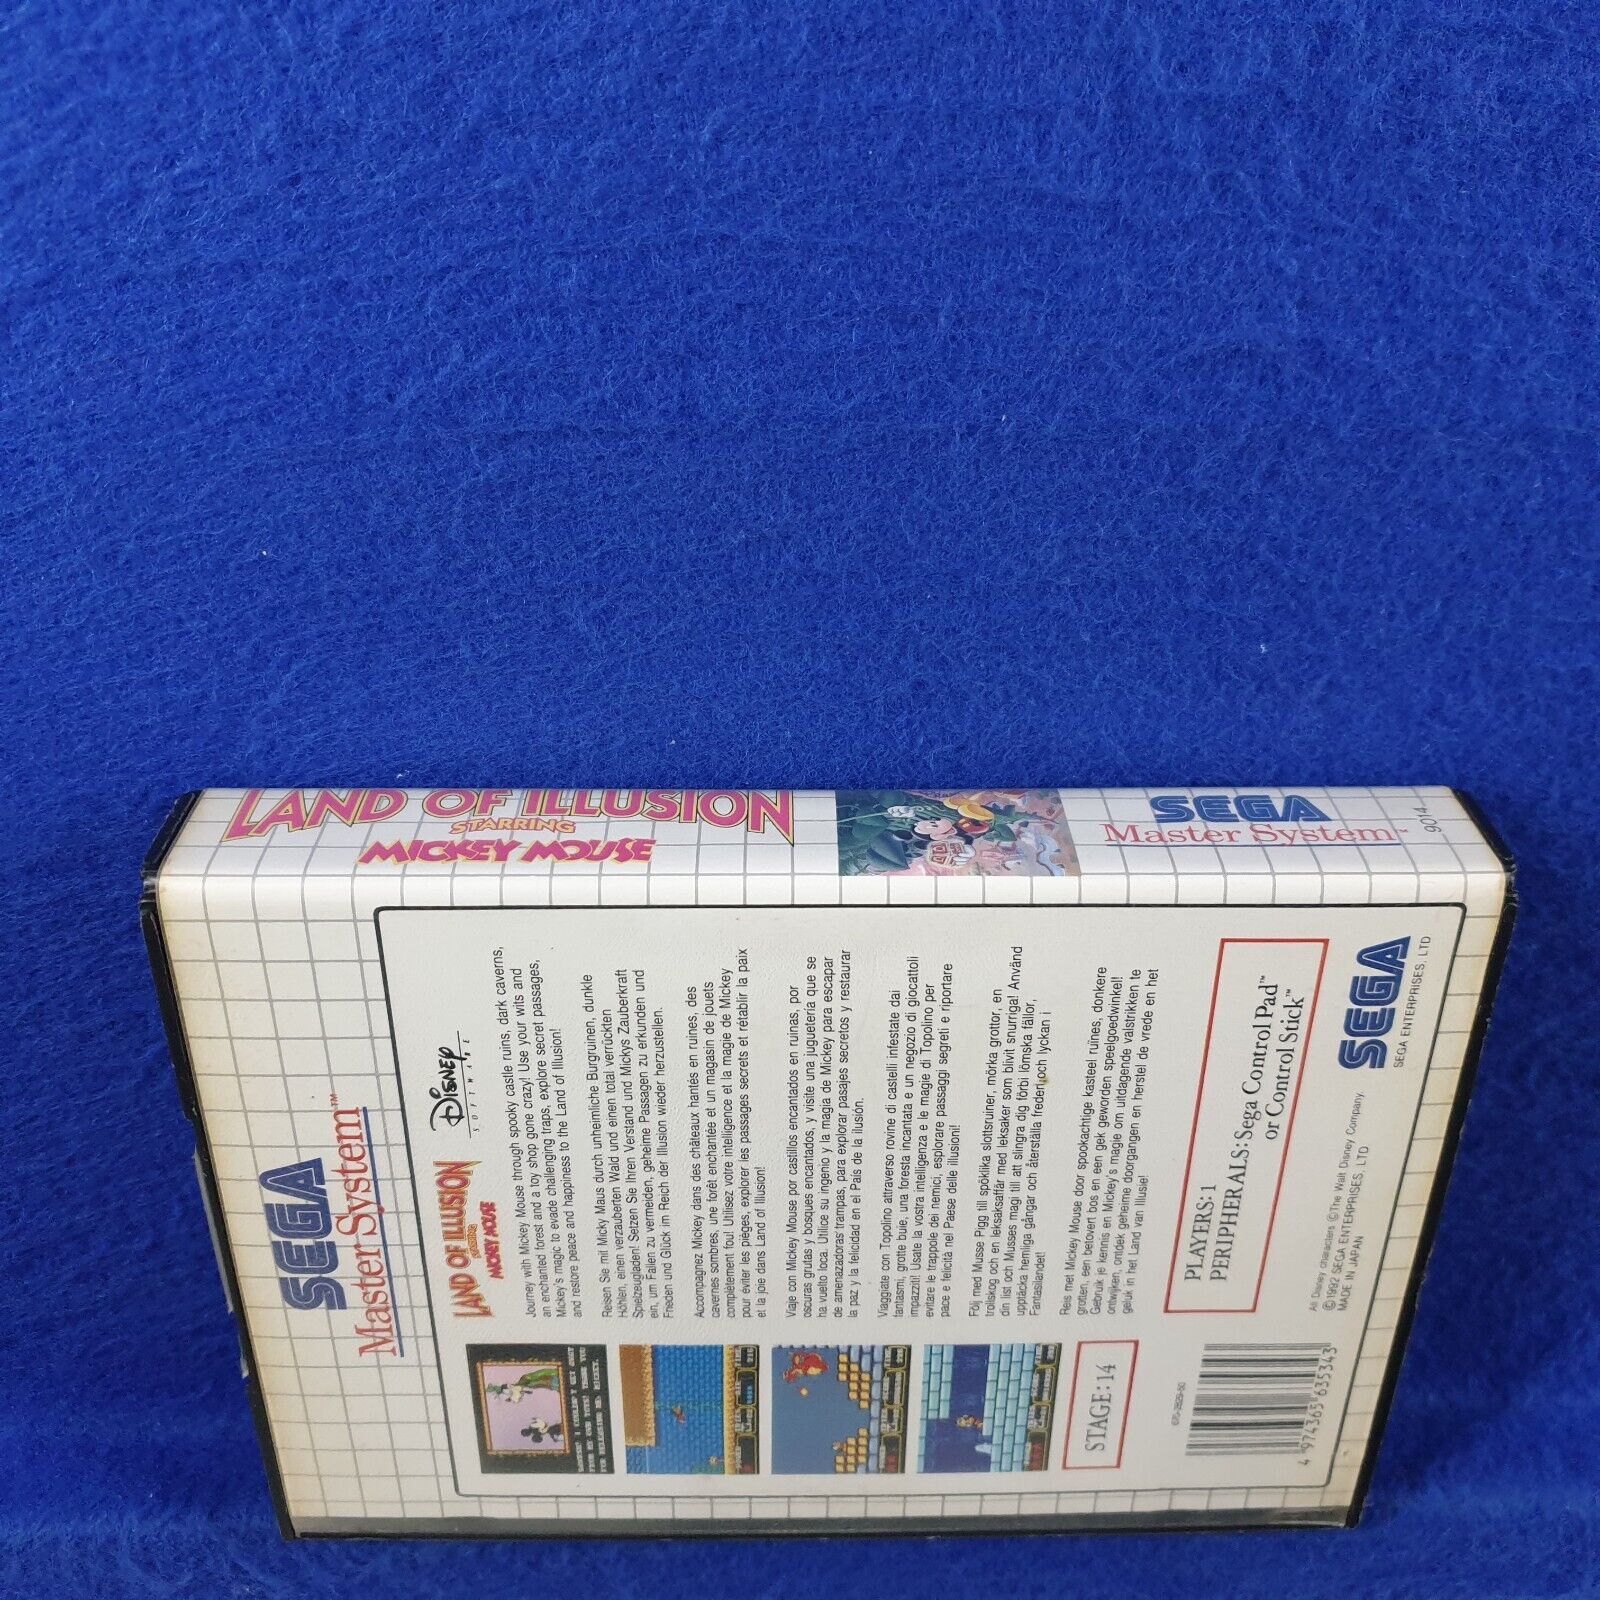 LAND OF ILLUSION
STARRING
MICKEY MOUSE
SEGA
Master System™
9014
SEGA
Master System™
LAND OF ILLUSION
STARRING
MICKEY MOUSE
DISNEY
SOFTWARE
Journey with Mickey Mouse through spooky castle ruins, dark caverns,
an enchanted forest and a toy shop gone crazy! Use your wits and
Mickey's magic to evade challenging traps, explore secret passages,
and restore peace and happiness to the Land of Illusion!
Reisen Sie mit Micky Maus durch unheimliche Burgruinen, dunkle
Höhlen, einen verzauberten Wald und einen total verrückten
Spielzeugladen! Setzen Sie Ihren Verstand und Mickys Zauberkraft
ein, um Fallen zu vermeiden, geheime Passagen zu erkunden und
Frieden und Glück im Reich der Illusion wieder herzustellen.
Accompagnez Mickey dans des châteaux hantés en ruines, des
cavernes sombres, une forêt enchantée et un magasin de jouets
complètement fou! Utilisez votre intelligence et la magie de Mickey
pour éviter les pièges, explorer les passages secrets et rétablir la paix
et la joie dans Land of Illusion!
Viaje con Mickey Mouse por castillos encantados en ruinas, por
oscuras grutas y bosques encantados, y visite una juguetería que se
ha vuelto loca. Utilice su ingenio y la magia de Mickey para escapar
de amenazadoras trampas, para explorar pasajes secretos y restaurar
la paz y la felicidad en el País de la ilusión.
Viaggiate con Topolino attraverso rovine di castelli infestate dai
fantasmi, grotte buie, una foresta incantata e un negozio di giocattoli
impazziti! Usate la vostra intelligenza e le magie di Topolino per
evitare le trappole dei nemici, esplorare passaggi segreti e riportare
pace e felicità nel Paese delle illusioni!
Följ med Musse Pigg till spöklika slottsruiner, mörka grottor, en
trollskog och en leksaksaffär med leksaker som blivit snurriga! Använd
din list och Musses magi till att slingra dig förbi lömska fällor,
upptäcka hemliga gångar och återställa freden och lyckan i
Fantasilandet!
Reis met Mickey Mouse door spookachtige kasteel ruïnes, donkere
grotten, een betovert bos en een gek geworden speelgoedwinkel!
Gebruik je kennis en Mickey's magie om uitdagende valstrikken te
ontwijken, ontdek geheime doorgangen en herstel de vrede en het
geluk in het Land van Illusie!
STAGE: 14
PLAYERS: 1
PERIPHERALS: Sega Control Pad™
or Control Stick™
4 974365 635343
All Disney characters ©The Walt Disney Company.
©1992 SEGA ENTERPRISES LTD
MADE IN JAPAN
SEGA
SEGA ENTERPRISES, LTD